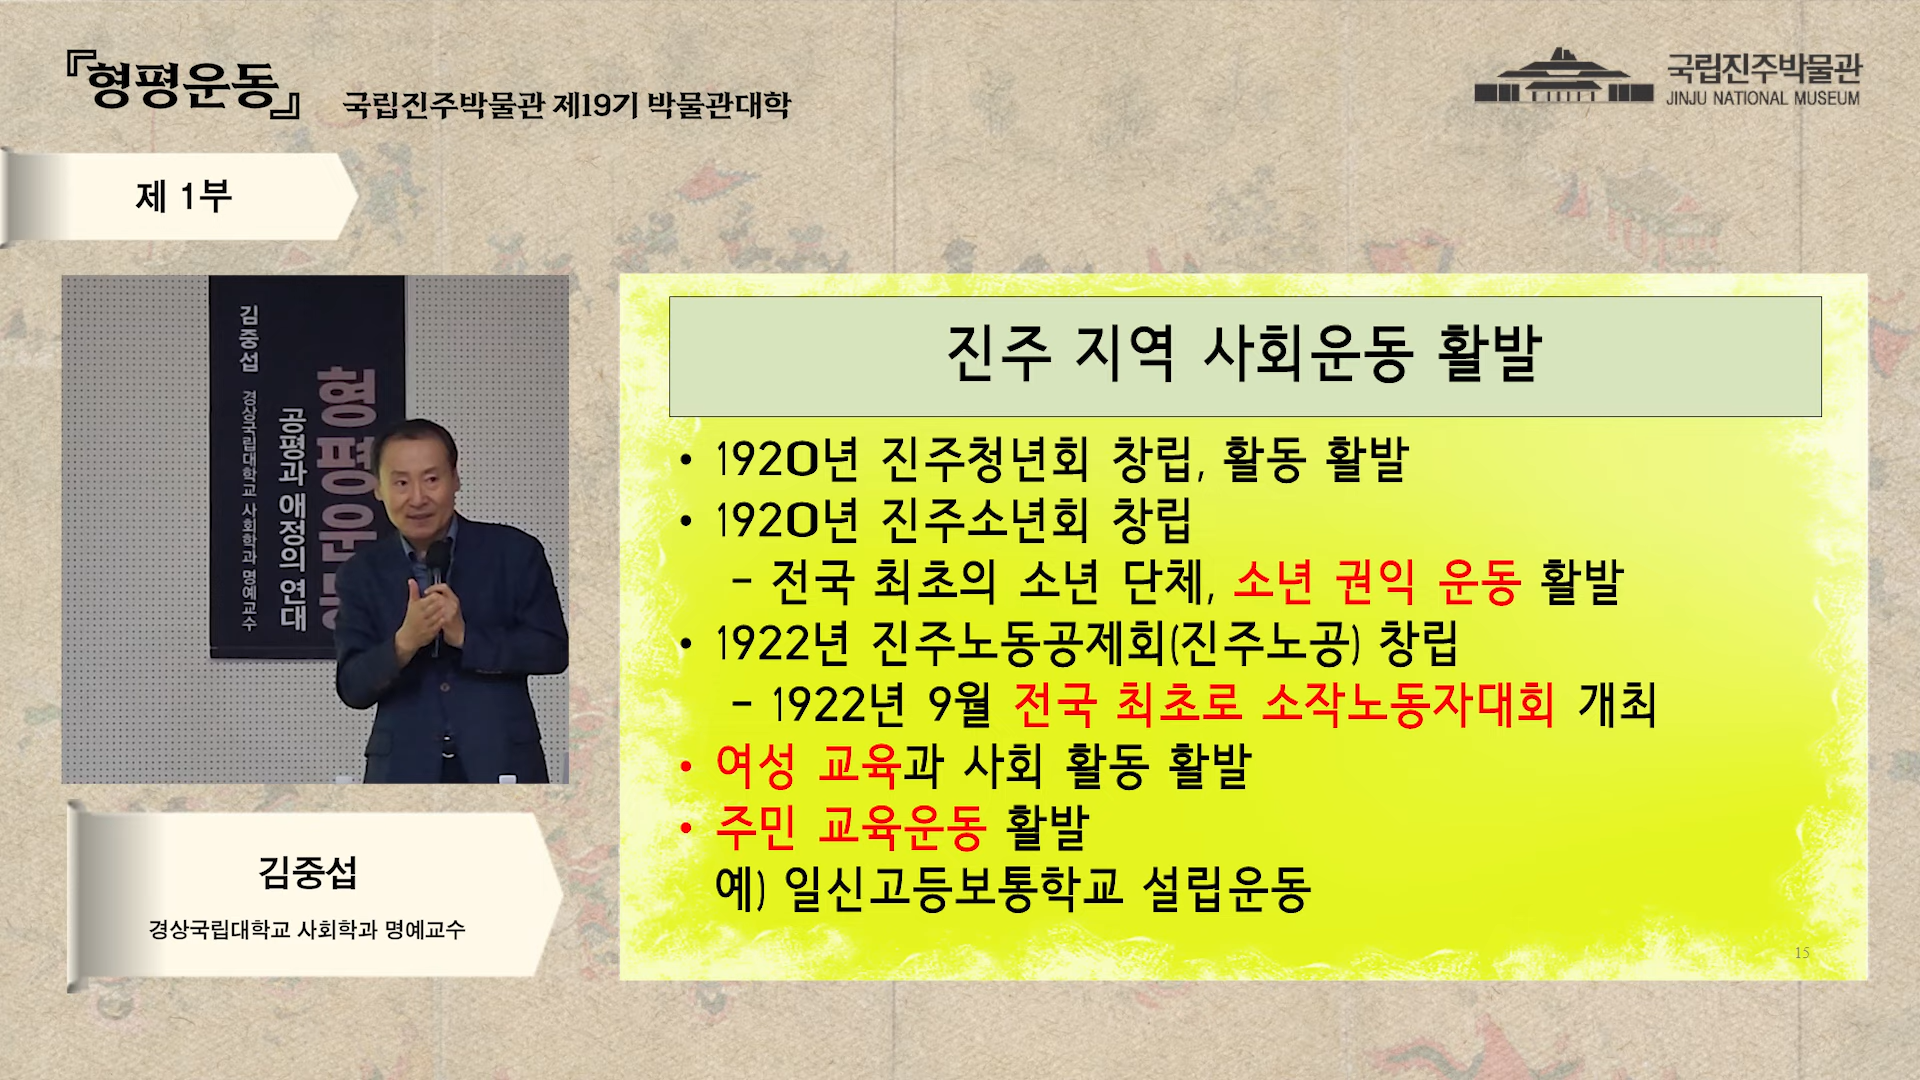 『형평운동』
국립진주박물관 제19기 박물관대학
국립진주박물관
JINJU NATIONAL MUSEUM
제 1부
김중섭
경상국립대학교 사회학과 명예교수
공평과 애정의 연대
형평운동
진주 지역 사회운동 활발
• 1920년 진주청년회 창립, 활동 활발
• 1920년 진주소년회 창립
- 전국 최초의 소년 단체, 소년 권익 운동 활발
• 1922년 진주노동공제회(진주노공) 창립
- 1922년 9월 전국 최초로 소작노동자대회 개최
• 여성 교육과 사회 활동 활발
• 주민 교육운동 활발
예) 일신고등보통학교 설립운동
15
김중섭
경상국립대학교 사회학과 명예교수